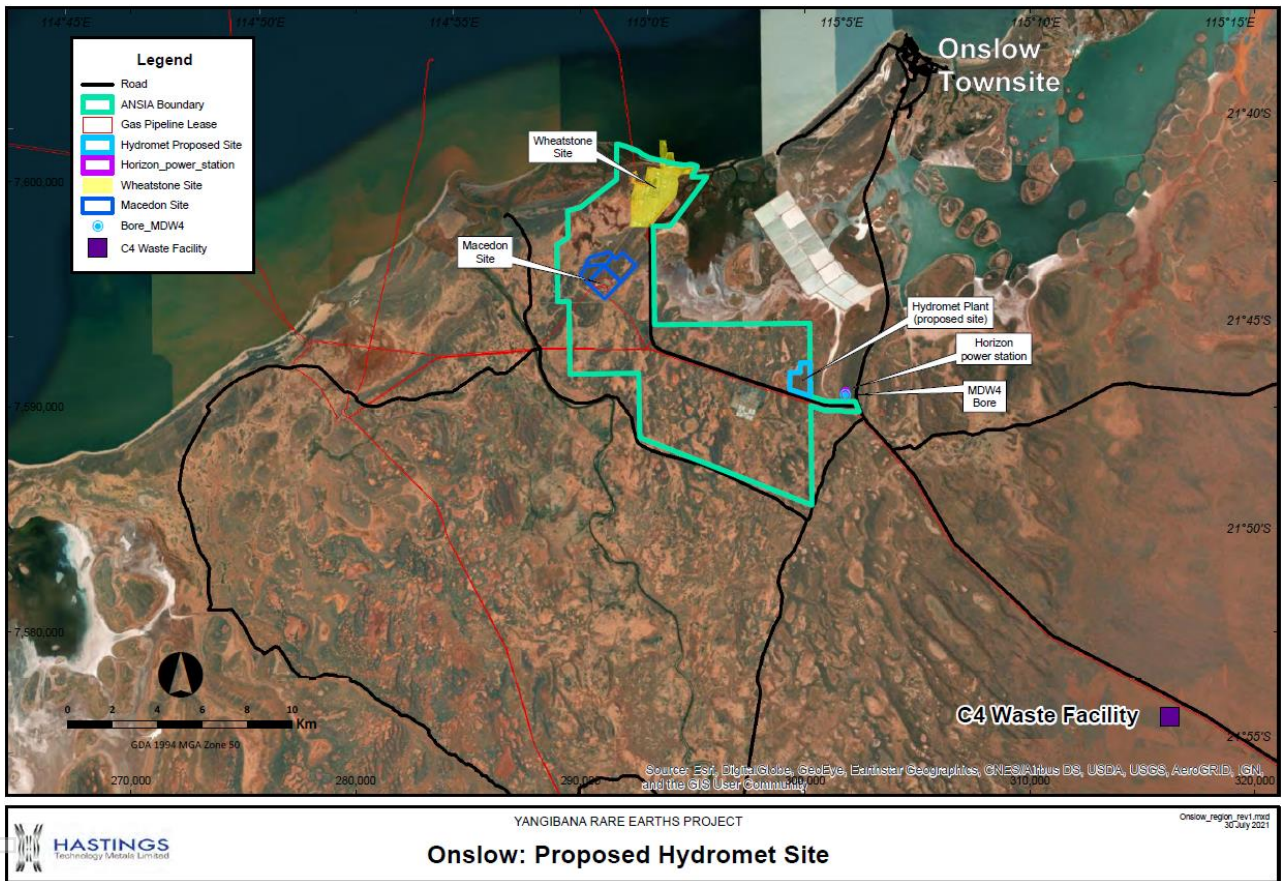 114°45'E
114°50'E
114°55'E
115°0'E
115°5'E
115°10'E
115°15'E
Onslow
Townsite
Legend
Road
ANSIA Boundary
Gas Pipeline Lease
Hydromet Proposed Site
Horizon_power_station
Wheatstone Site
Macedon Site
Bore_MDW4
C4 Waste Facility
21°40'S
Wheatstone
Site
7,600,000
Macedon
Site
Hydromet Plant
(proposed site)
21°45'S
Horizon
power station
MDW4
Bore
7,590,000
21°50'S
7,580,000
0 2 4 6 8 10
Km
GDA 1994 MGA Zone 50
C4 Waste Facility
21°55'S
270,000
280,000
290,000
300,000
310,000
320,000
Source: Esri, DigitalGlobe, GeoEye, Earthstar Geographics, CNES/Airbus DS, USDA, USGS, AeroGRID, IGN,
and the GIS User Community
HASTINGS
Technology Metals Limited
YANGIBANA RARE EARTHS PROJECT
Onslow: Proposed Hydromet Site
Onslow_region_rev1.mxd
30 July 2021